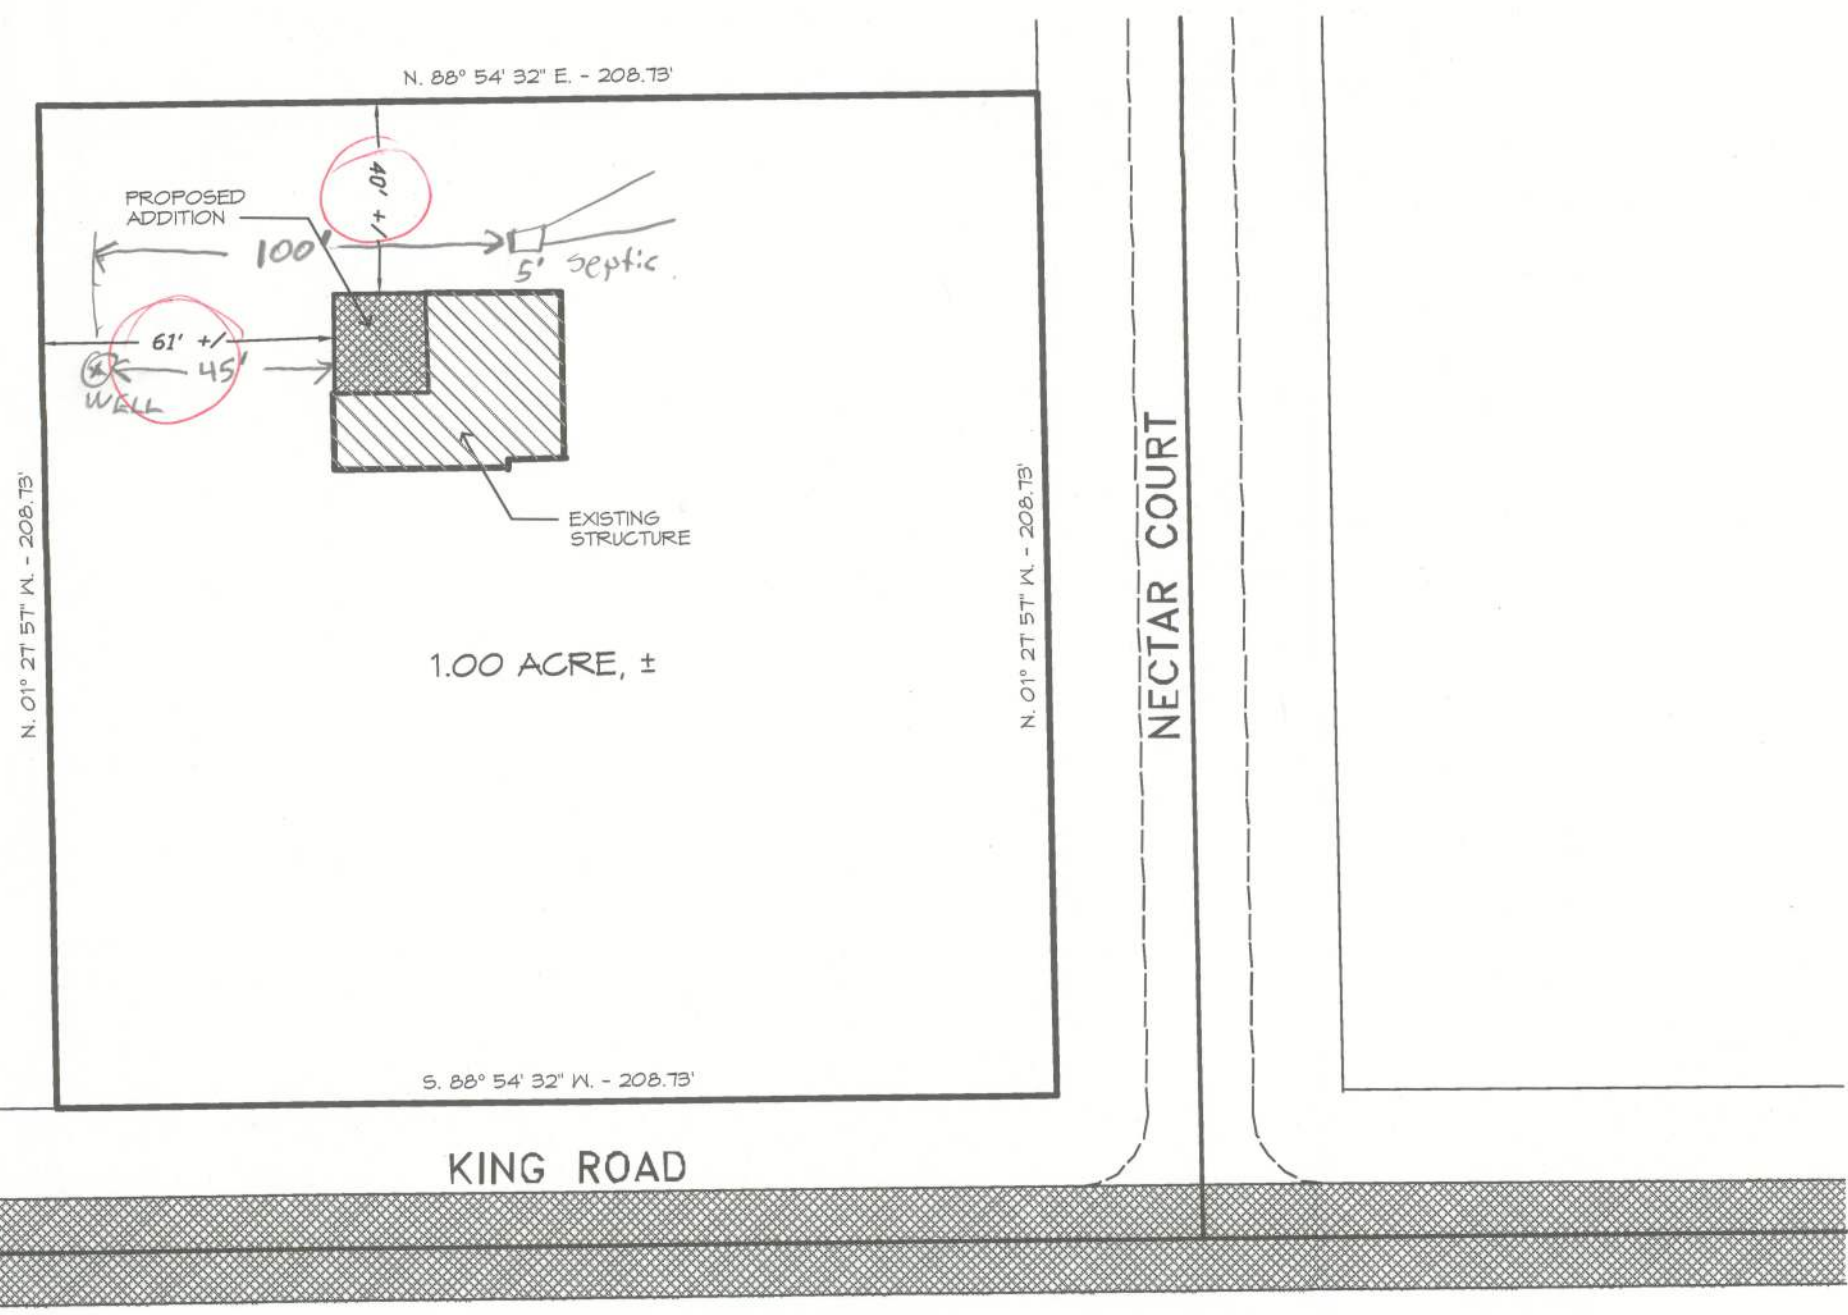 N. 88° 54' 32" E. - 208.73'
40' +/
PROPOSED
ADDITION
100'
5' septic
61' +/
45'
WELL
EXISTING
STRUCTURE
N. 01° 27' 57" W. - 208.73'
N. 01° 27' 57" W. - 208.73'
NECTAR COURT
1.00 ACRE, ±
S. 88° 54' 32" W. - 208.73'
KING ROAD